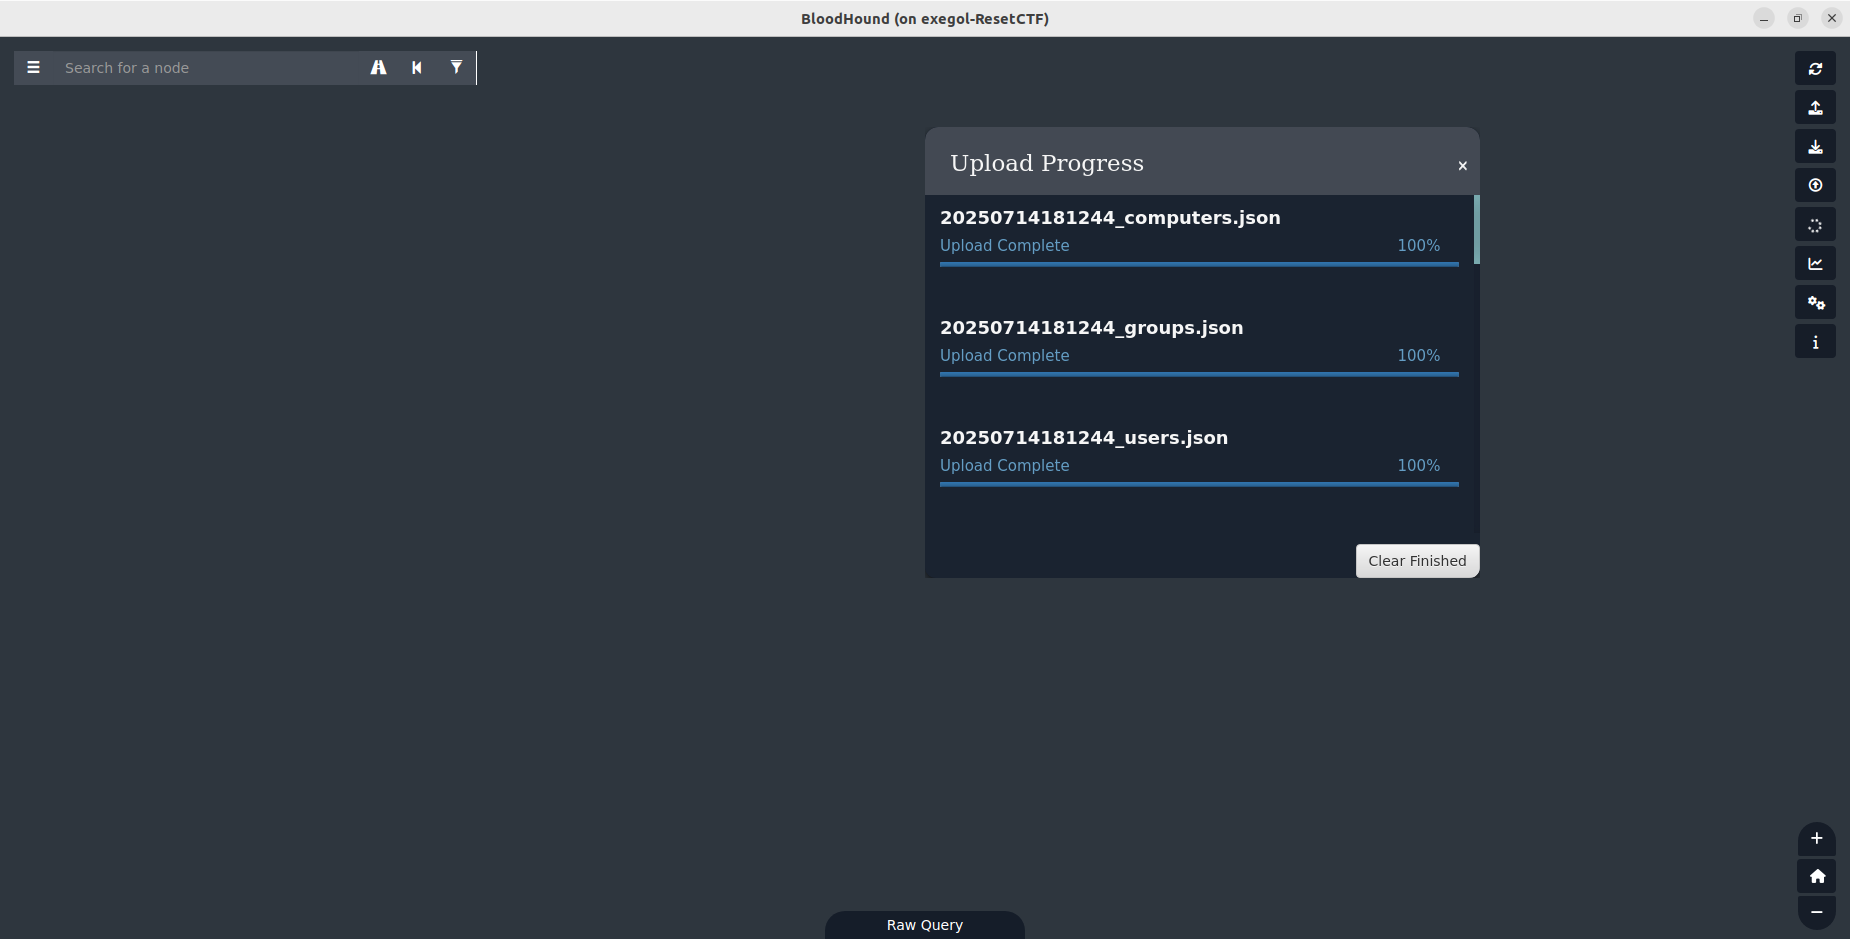 BloodHound (on exegol-ResetCTF)
Search for a node
Upload Progress
20250714181244_computers.json
Upload Complete 100%
20250714181244_groups.json
Upload Complete 100%
20250714181244_users.json
Upload Complete 100%
Clear Finished
Raw Query